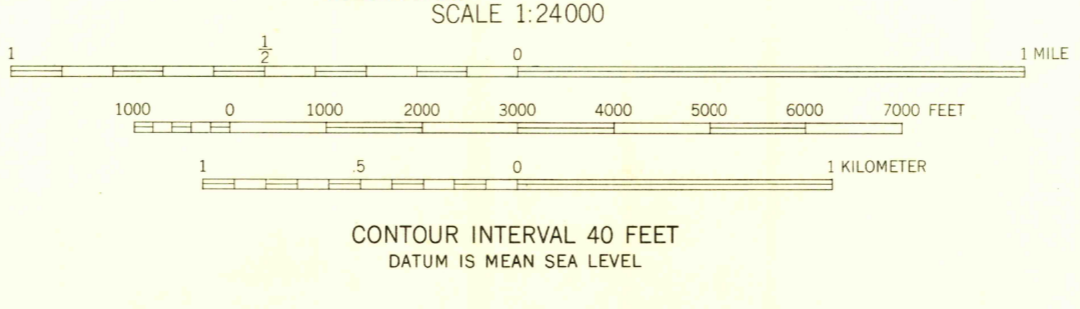 SCALE 1:24000
1 1/2 0 1 MILE
1000 0 1000 2000 3000 4000 5000 6000 7000 FEET
1 .5 0 1 KILOMETER
CONTOUR INTERVAL 40 FEET
DATUM IS MEAN SEA LEVEL